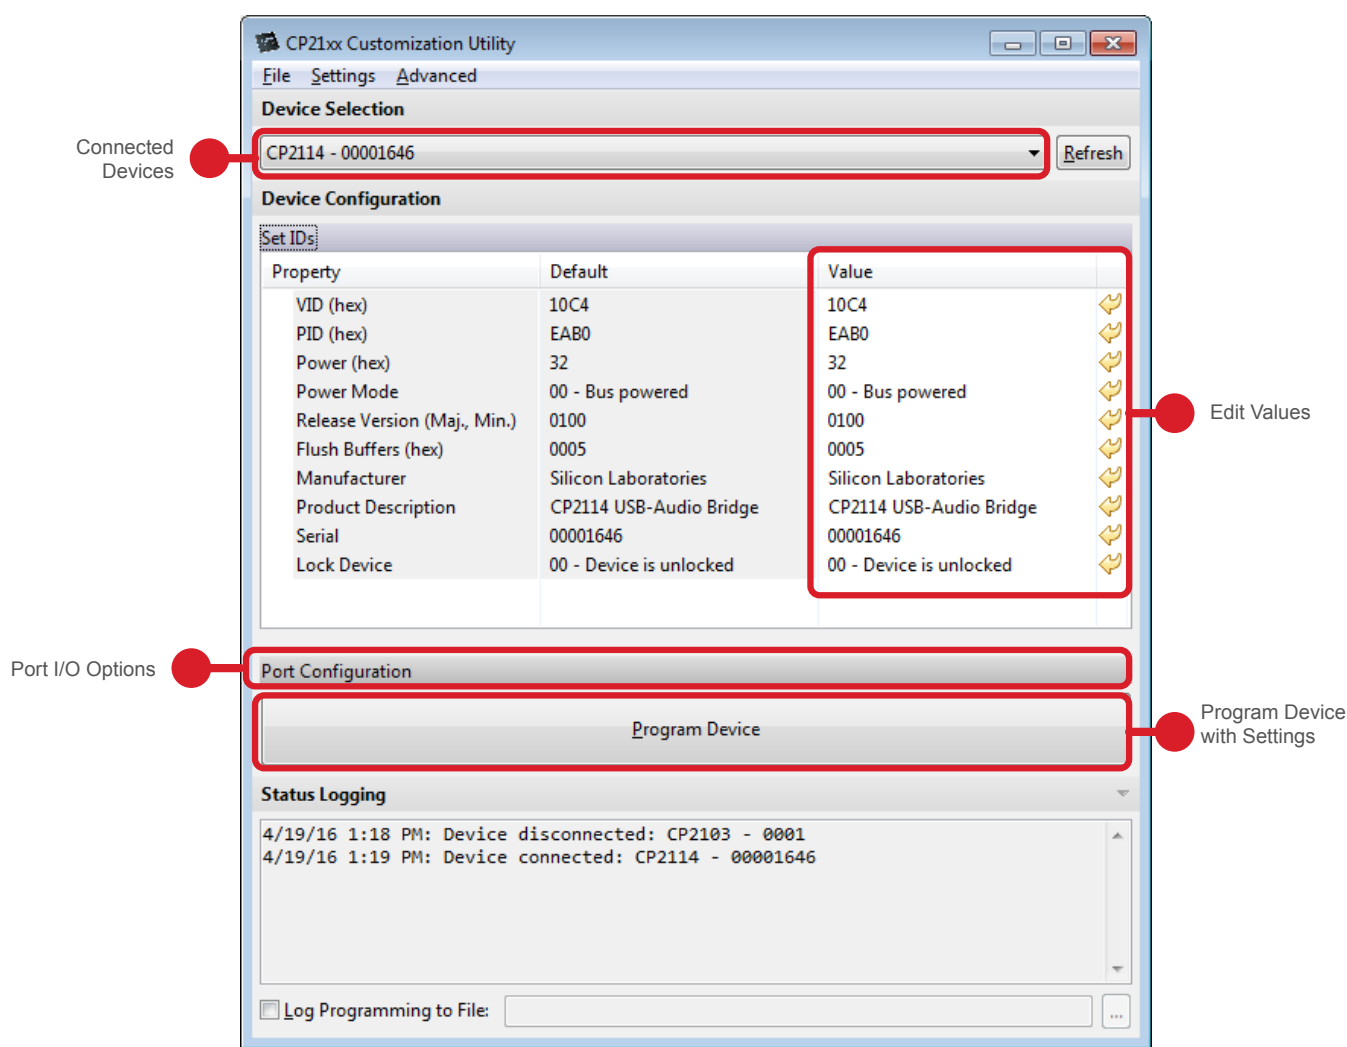 CP21xx Customization Utility
File Settings Advanced
Device Selection
Connected
Devices
CP2114 - 00001646
Refresh
Device Configuration
Set IDs
Property Default Value
VID (hex) 10C4 10C4
PID (hex) EAB0 EAB0
Power (hex) 32 32
Power Mode 00 - Bus powered 00 - Bus powered
Release Version (Maj., Min.) 0100 0100
Edit Values
Flush Buffers (hex) 0005 0005
Manufacturer Silicon Laboratories Silicon Laboratories
Product Description CP2114 USB-Audio Bridge CP2114 USB-Audio Bridge
Serial 00001646 00001646
Lock Device 00 - Device is unlocked 00 - Device is unlocked
Port I/O Options
Port Configuration
Program Device
Program Device
with Settings
Status Logging
4/19/16 1:18 PM: Device disconnected: CP2103 - 0001
4/19/16 1:19 PM: Device connected: CP2114 - 00001646
Log Programming to File:
...